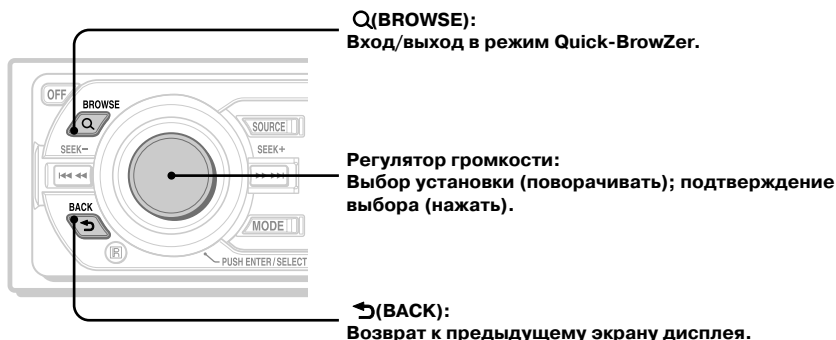 (BROWSE):
Вход/выход в режим Quick-BrowZer.
OFF
BROWSE
SOURCE
SEEK−
SEEK+
Регулятор громкости:
Выбор установки (поворачивать); подтверждение
выбора (нажать).
BACK
MODE
R
PUSH ENTER / SELECT
(BACK):
Возврат к предыдущему экрану дисплея.